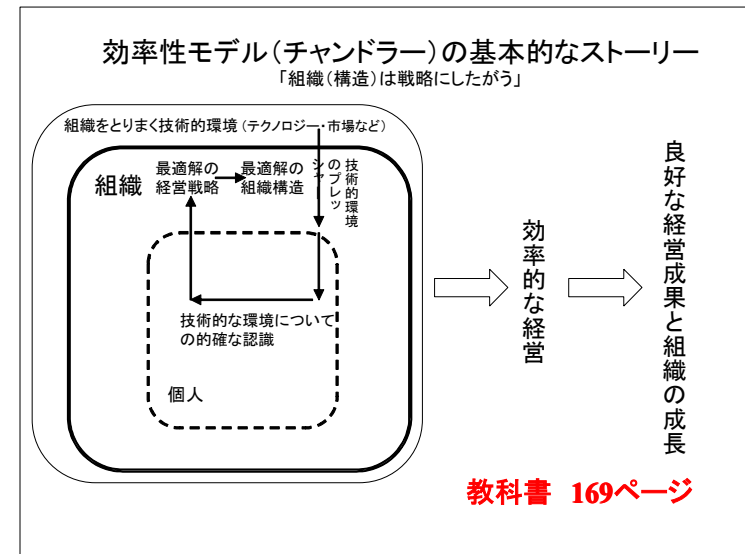 効率性モデル（チャンドラー）の基本的なストーリー
「組織（構造）は戦略にしたがう」
組織をとりまく技術的環境（テクノロジー・市場など）
組織
最適解の
経営戦略
最適解の
組織構造
技術的環境
のプレッ
シャー
技術的な環境について
の的確な認識
個人
効率的な経営
良好な経営成果と組織の成長
教科書 169ページ